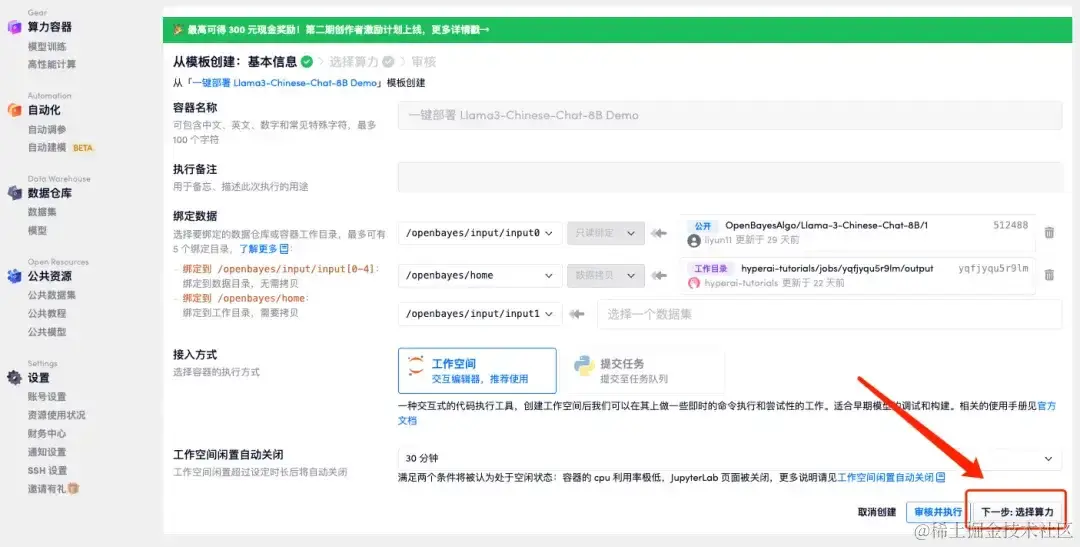 Gear
算力容器
模型训练
高性能计算
Automation
自动化
自动调参
自动建模 BETA
Data Warehouse
数据仓库
数据集
模型
Open Resources
公共资源
公共数据集
公共教程
公共模型
Settings
设置
账号设置
资源使用状况
财务中心
通知设置
SSH 设置
邀请有礼
最高可得 300 元现金奖励！第二期创作者激励计划上线，更多详情戳→
从模板创建：基本信息 > 选择算力 > 审核
从「一键部署 Llama3-Chinese-Chat-8B Demo」模板创建
容器名称
可包含中文、英文、数字和常见特殊字符，最多
100 个字符
一键部署 Llama3-Chinese-Chat-8B Demo
执行备注
用于备忘、描述此次执行的用途
绑定数据
选择要绑定的数据仓库或容器工作目录，最多可有
5 个绑定目录，了解更多：
- 绑定到 /openbayes/input/input[0-4]：
绑定到数据目录，无需拷贝
- 绑定到 /openbayes/home：
绑定到工作目录，需要拷贝
/openbayes/input/input0
只读绑定
公开 OpenBayesAlgo/Llama-3-Chinese-Chat-8B/1 512488
liyun11 更新于 29 天前
/openbayes/home
数据拷贝
工作目录 hyperai-tutorials/jobs/yqfjyqu5r9lm/output yqfjyqu5r9lm
hyperai-tutorials 更新于 22 天前
/openbayes/input/input1
选择一个数据集
接入方式
选择容器的执行方式
工作空间
交互编辑器，推荐使用
提交任务
提交至任务队列
一种交互式的代码执行工具，创建工作空间后我们可以在其上做一些即时的命令执行和尝试性的工作。适合早期模型的调试和构建。相关的使用手册见官方
文档
工作空间闲置自动关闭
工作空间闲置超过设定时长后将自动关闭
30 分钟
满足两个条件将被认为处于空闲状态：容器的 cpu 利用率极低，JupyterLab 页面被关闭，更多说明请见工作空间闲置自动关闭
取消创建
审核并执行
下一步: 选择算力
@稀土掘金技术社区